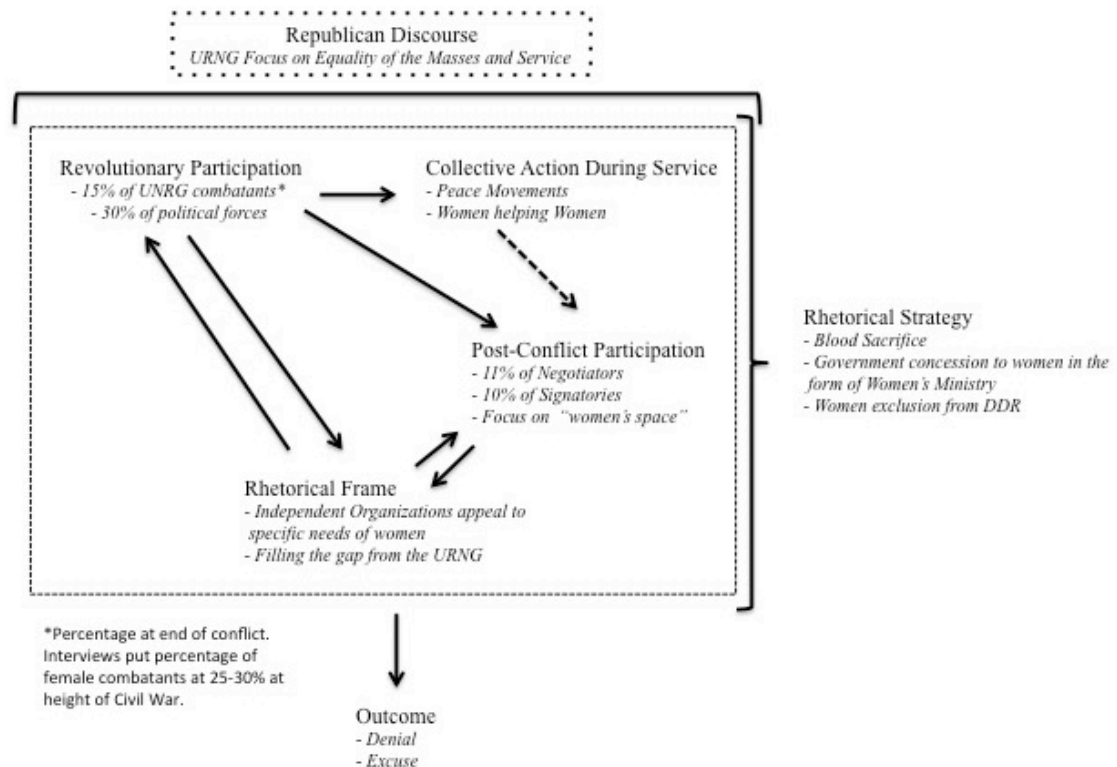 Republican Discourse
URNG Focus on Equality of the Masses and Service
Revolutionary Participation
- 15% of UNRG combatants*
- 30% of political forces
Collective Action During Service
- Peace Movements
- Women helping Women
Post-Conflict Participation
- 11% of Negotiators
- 10% of Signatories
- Focus on “women’s space”
Rhetorical Frame
- Independent Organizations appeal to
specific needs of women
- Filling the gap from the URNG
Rhetorical Strategy
- Blood Sacrifice
- Government concession to women in the
form of Women’s Ministry
- Women exclusion from DDR
*Percentage at end of conflict.
Interviews put percentage of
female combatants at 25-30% at
height of Civil War.
Outcome
- Denial
- Excuse